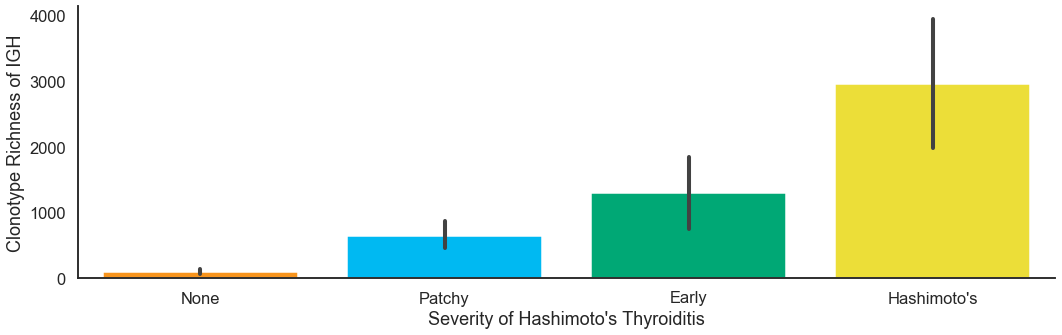 Clonotype Richness of IGH
4000
3000
2000
1000
0
None Patchy Early Hashimoto's
Severity of Hashimoto's Thyroiditis